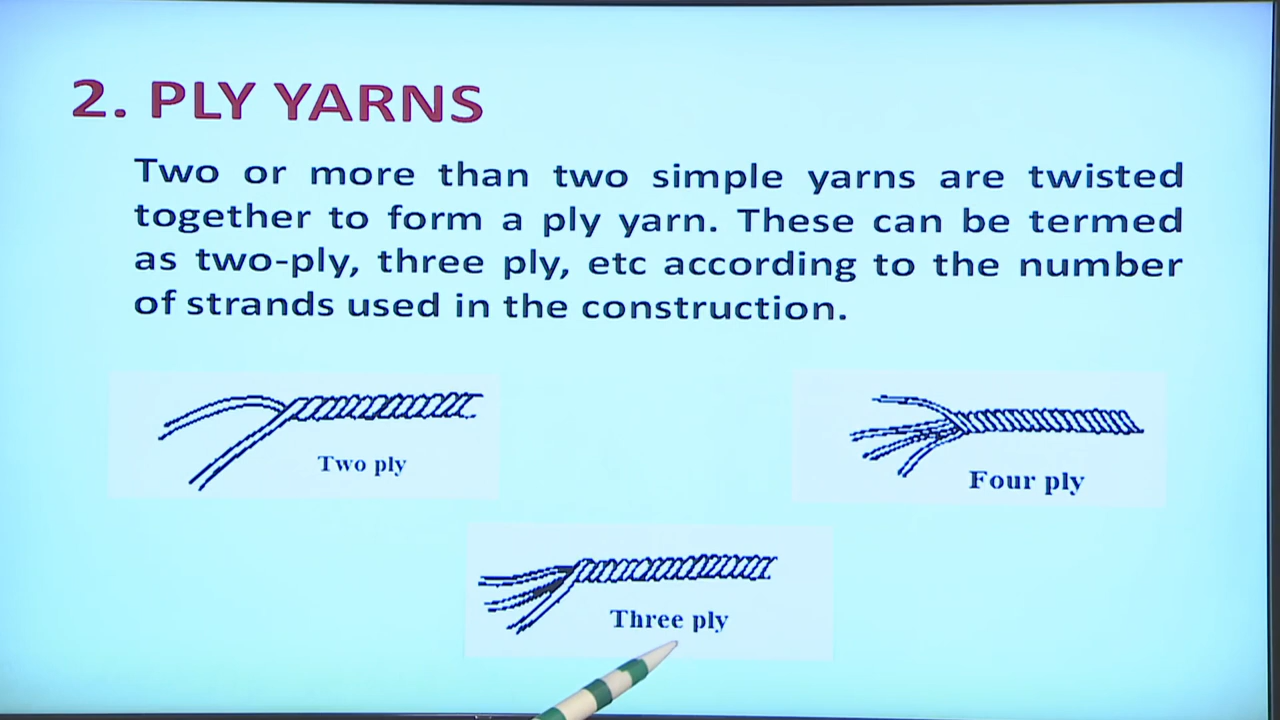 2. PLY YARNS
Two or more than two simple yarns are twisted
together to form a ply yarn. These can be termed
as two-ply, three ply, etc according to the number
of strands used in the construction.
Two ply
Four ply
Three ply